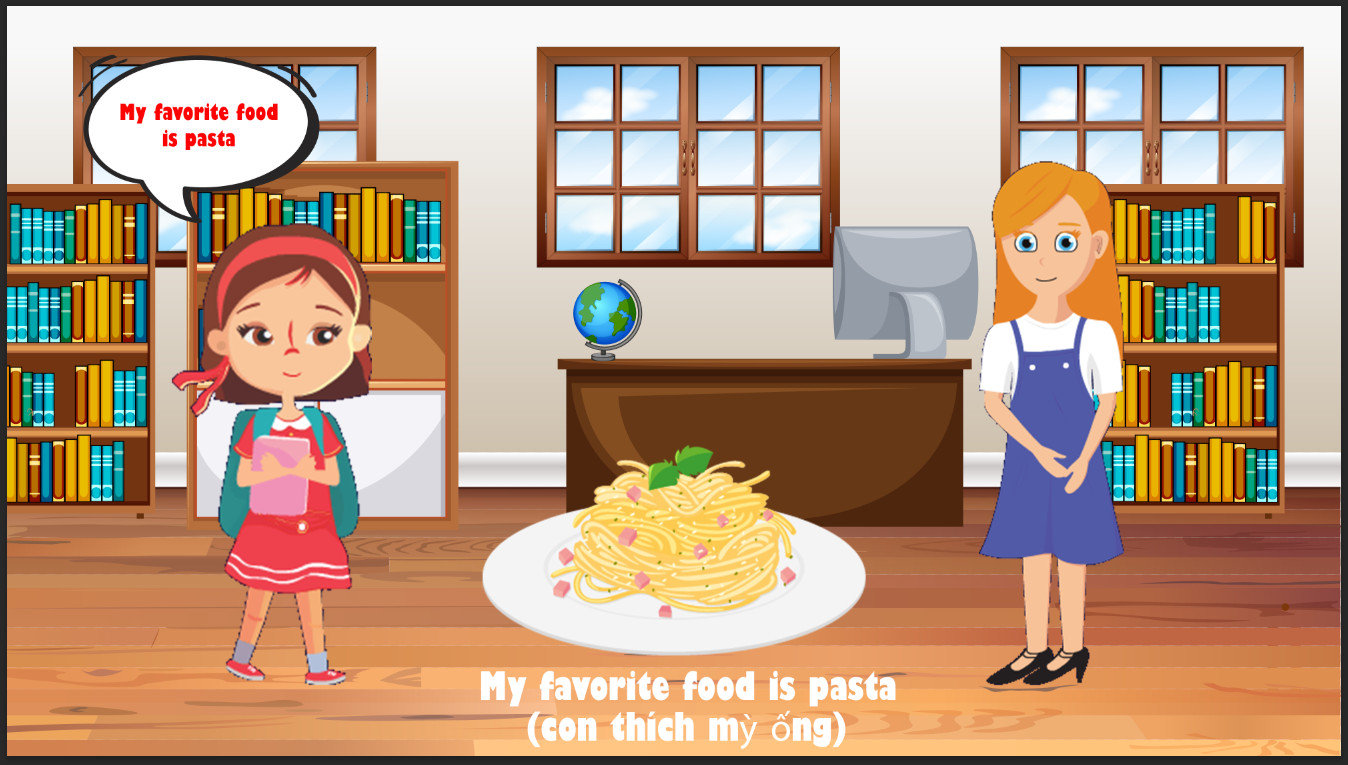 My favorite food
is pasta
My favorite food is pasta
(con thích mỳ ống)